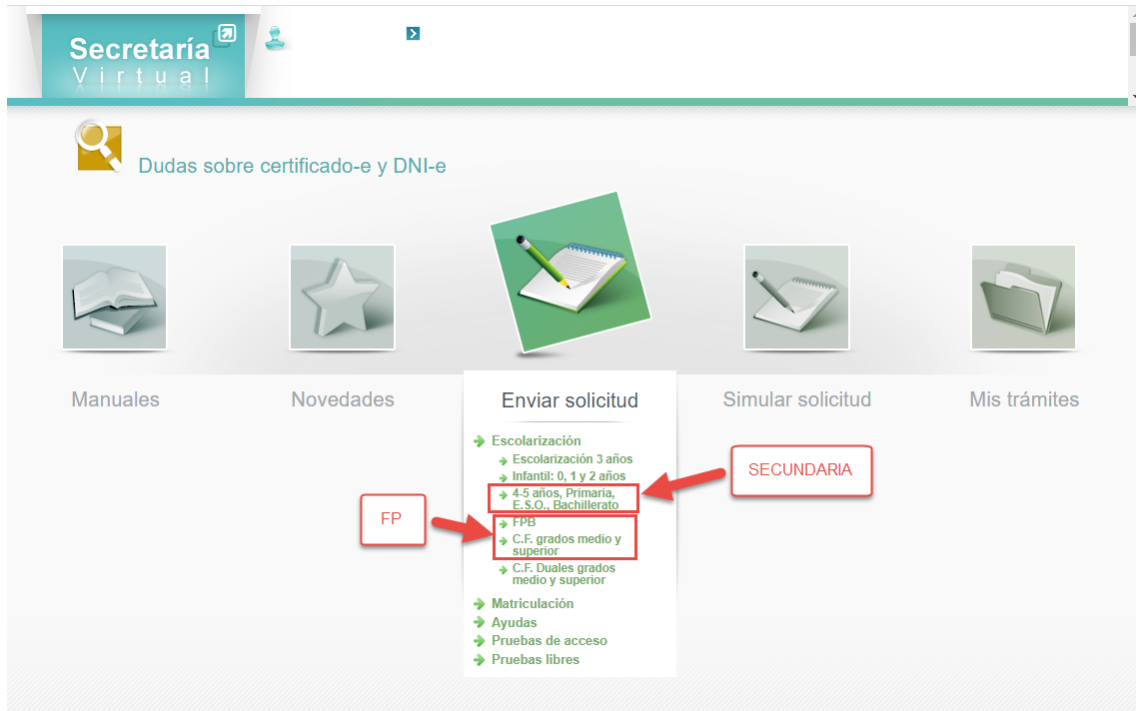 Secretaría
Virtual
Dudas sobre certificado-e y DNI-e
Manuales
Novedades
Enviar solicitud
Simular solicitud
Mis trámites
Escolarización
Escolarización 3 años
Infantil: 0, 1 y 2 años
4-5 años, Primaria,
E.S.O., Bachillerato
FPB
C.F. grados medio y
superior
C.F. Duales grados
medio y superior
Matriculación
Ayudas
Pruebas de acceso
Pruebas libres
SECUNDARIA
FP